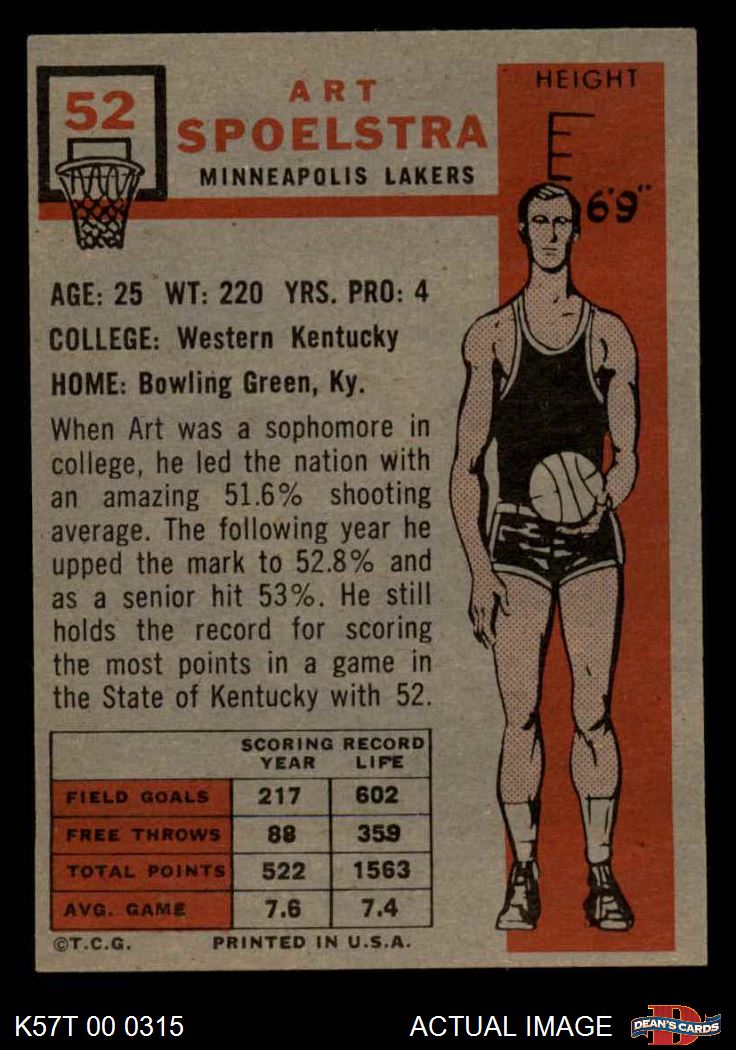 52
ART
SPOELSTRA
MINNEAPOLIS LAKERS
HEIGHT
6'9"
AGE: 25 WT: 220 YRS. PRO: 4
COLLEGE: Western Kentucky
HOME: Bowling Green, Ky.
When Art was a sophomore in
college, he led the nation with
an amazing 51.6% shooting
average. The following year he
upped the mark to 52.8% and
as a senior hit 53%. He still
holds the record for scoring
the most points in a game in
the State of Kentucky with 52.
SCORING RECORD
YEAR LIFE
FIELD GOALS 217 602
FREE THROWS 88 359
TOTAL POINTS 522 1563
AVG. GAME 7.6 7.4
©T.C.G. PRINTED IN U.S.A.
K57T 00 0315 ACTUAL IMAGE D DEAN'S CARDS